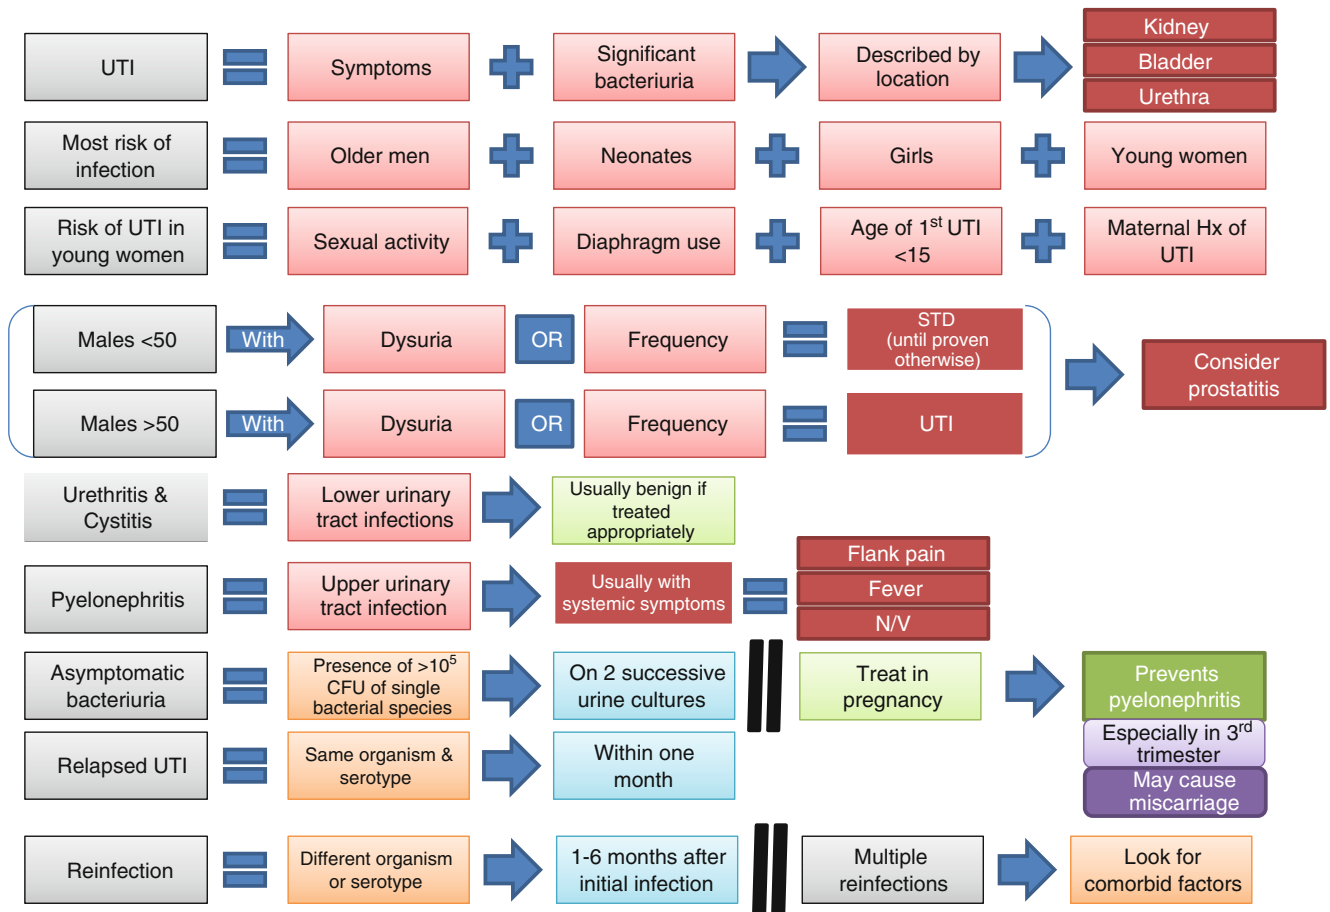 UTI
Symptoms
Significant
bacteriuria
Described by
location
Kidney
Bladder
Urethra
Most risk of
infection
Older men
Neonates
Girls
Young women
Risk of UTI in
young women
Sexual activity
Diaphragm use
Age of 1st UTI
<15
Maternal Hx of
UTI
Males <50
With
Dysuria
OR
Frequency
STD
(until proven
otherwise)
Males >50
With
Dysuria
OR
Frequency
UTI
Consider
prostatitis
Urethritis &
Cystitis
Lower urinary
tract infections
Usually benign if
treated
appropriately
Pyelonephritis
Upper urinary
tract infection
Usually with
systemic symptoms
Flank pain
Fever
N/V
Asymptomatic
bacteriuria
Presence of >10⁵
CFU of single
bacterial species
On 2 successive
urine cultures
Treat in
pregnancy
Prevents
pyelonephritis
Especially in 3rd
trimester
May cause
miscarriage
Relapsed UTI
Same organism &
serotype
Within one
month
Reinfection
Different organism
or serotype
1-6 months after
initial infection
Multiple
reinfections
Look for
comorbid factors